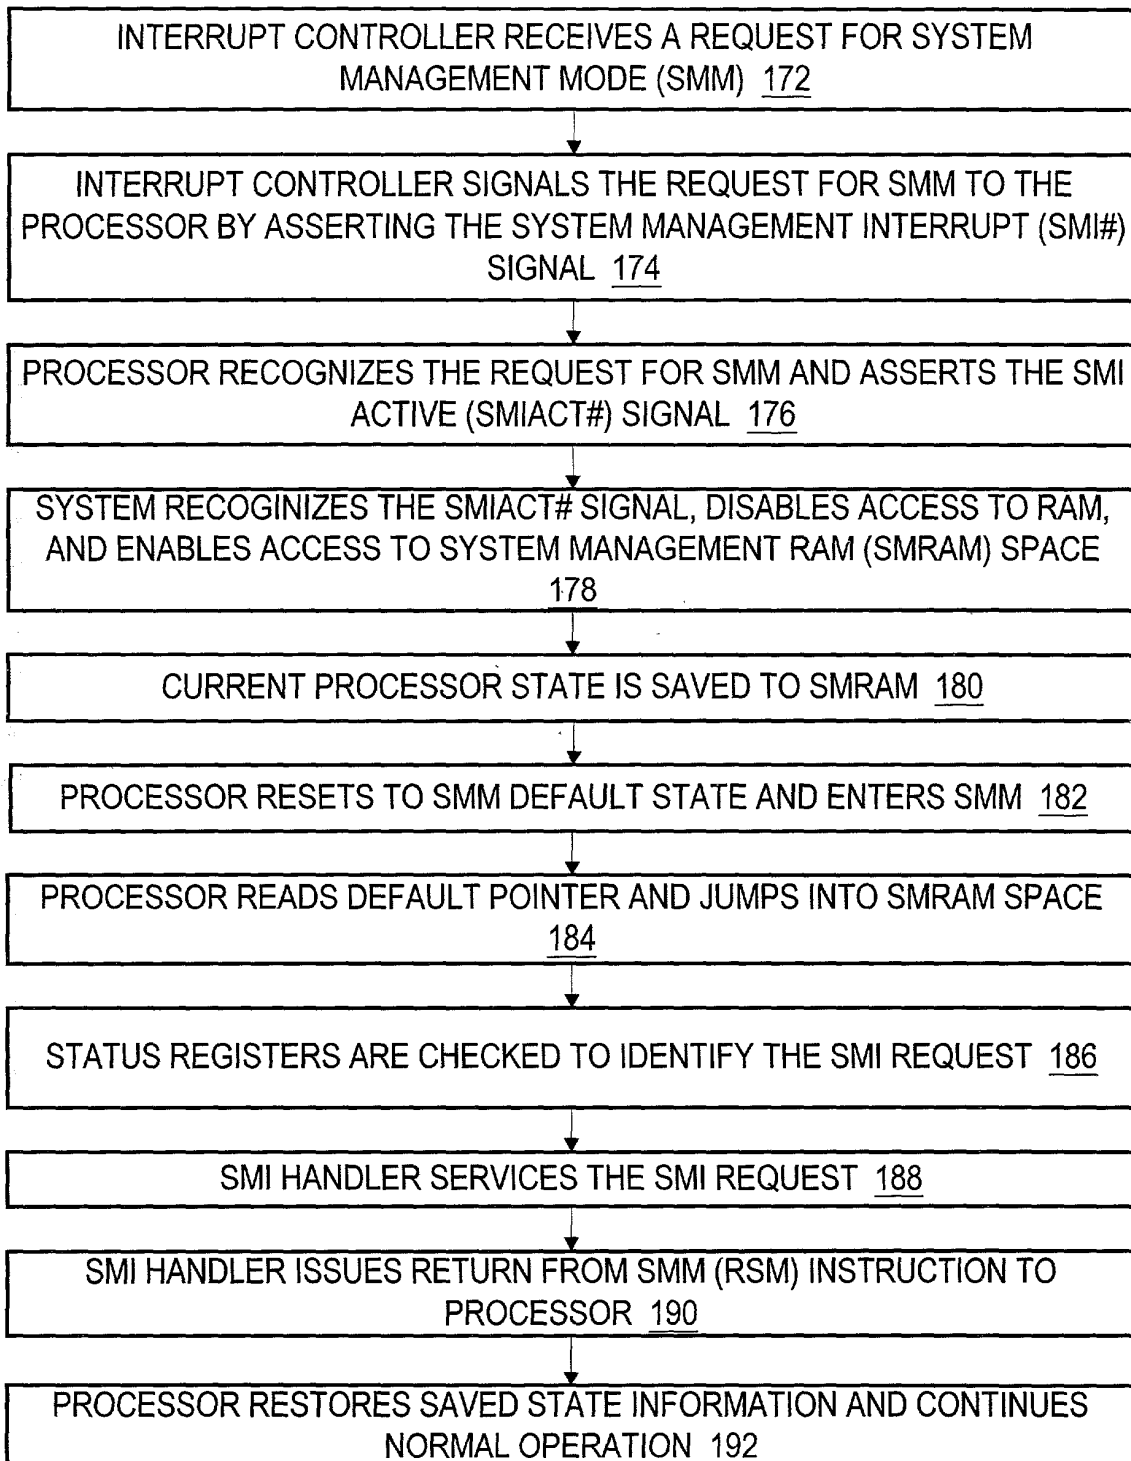 INTERRUPT CONTROLLER RECEIVES A REQUEST FOR SYSTEM
MANAGEMENT MODE (SMM) 172
INTERRUPT CONTROLLER SIGNALS THE REQUEST FOR SMM TO THE
PROCESSOR BY ASSERTING THE SYSTEM MANAGEMENT INTERRUPT (SMI#)
SIGNAL 174
PROCESSOR RECOGNIZES THE REQUEST FOR SMM AND ASSERTS THE SMI
ACTIVE (SMIACT#) SIGNAL 176
SYSTEM RECOGINIZES THE SMIACT# SIGNAL, DISABLES ACCESS TO RAM,
AND ENABLES ACCESS TO SYSTEM MANAGEMENT RAM (SMRAM) SPACE
178
CURRENT PROCESSOR STATE IS SAVED TO SMRAM 180
PROCESSOR RESETS TO SMM DEFAULT STATE AND ENTERS SMM 182
PROCESSOR READS DEFAULT POINTER AND JUMPS INTO SMRAM SPACE
184
STATUS REGISTERS ARE CHECKED TO IDENTIFY THE SMI REQUEST 186
SMI HANDLER SERVICES THE SMI REQUEST 188
SMI HANDLER ISSUES RETURN FROM SMM (RSM) INSTRUCTION TO
PROCESSOR 190
PROCESSOR RESTORES SAVED STATE INFORMATION AND CONTINUES
NORMAL OPERATION 192